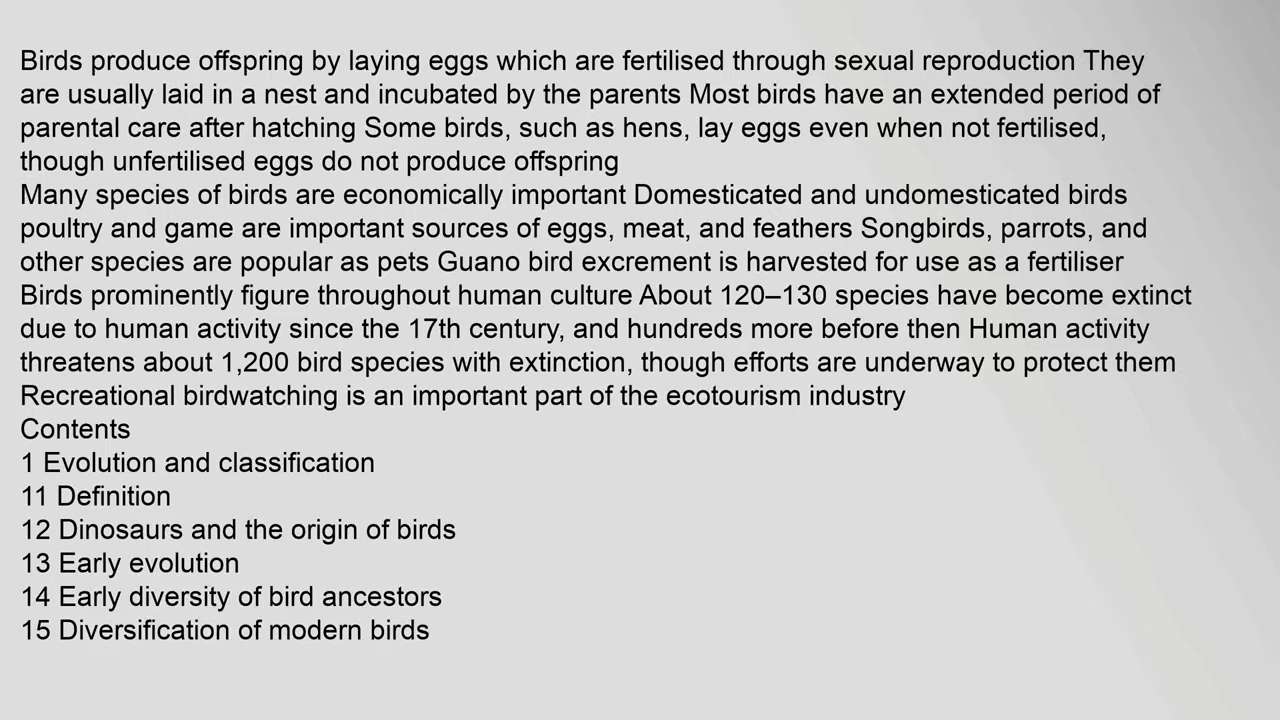 Birds produce offspring by laying eggs which are fertilised through sexual reproduction They
are usually laid in a nest and incubated by the parents Most birds have an extended period of
parental care after hatching Some birds, such as hens, lay eggs even when not fertilised,
though unfertilised eggs do not produce offspring
Many species of birds are economically important Domesticated and undomesticated birds
poultry and game are important sources of eggs, meat, and feathers Songbirds, parrots, and
other species are popular as pets Guano bird excrement is harvested for use as a fertiliser
Birds prominently figure throughout human culture About 120–130 species have become extinct
due to human activity since the 17th century, and hundreds more before then Human activity
threatens about 1,200 bird species with extinction, though efforts are underway to protect them
Recreational birdwatching is an important part of the ecotourism industry
Contents
1 Evolution and classification
11 Definition
12 Dinosaurs and the origin of birds
13 Early evolution
14 Early diversity of bird ancestors
15 Diversification of modern birds